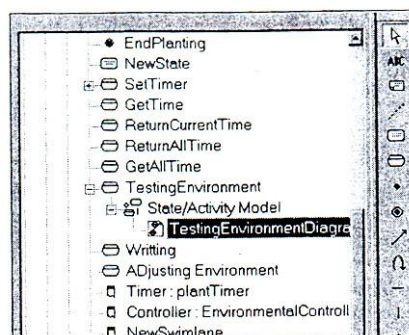 EndPlanting
NewState
SetTimer
GetTime
ReturnCurrentTime
ReturnAllTime
GetAllTime
TestingEnvironment
State/Activity Model
TestingEnvironmentDiagra
Writting
ADjusting Environment
Timer : plantTimer
Controller : EnvironmentalControll
NewSwimlane
ABC